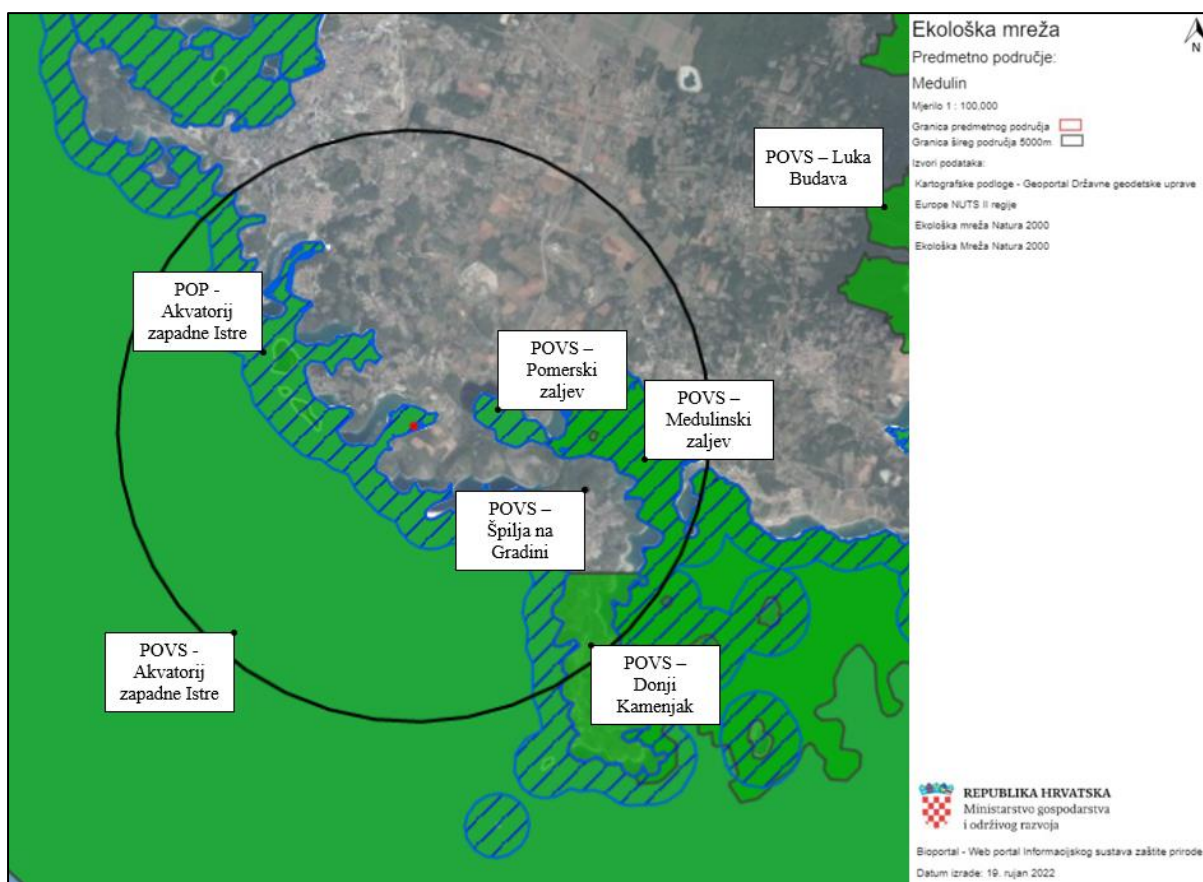 POVS – Luka
Budava
POP -
Akvatorij
zapadne Istre
POVS –
Pomerski
zaljev
POVS –
Medulinski
zaljev
POVS –
Špilja na
Gradini
POVS -
Akvatorij
zapadne Istre
POVS –
Donji
Kamenjak
Ekološka mreža
N
Predmetno područje:
Medulin
Mjerilo 1 : 100,000
Granica predmetnog područja
Granica šireg područja 5000m
Izvori podataka:
Kartografske podloge - Geoportal Državne geodetske uprave
Europe NUTS II regije
Ekološka mreža Natura 2000
Ekološka Mreža Natura 2000
REPUBLIKA HRVATSKA
Ministarstvo gospodarstva
i održivog razvoja
Bioportal - Web portal Informacijskog sustava zaštite prirode
Datum izrade: 19. rujan 2022